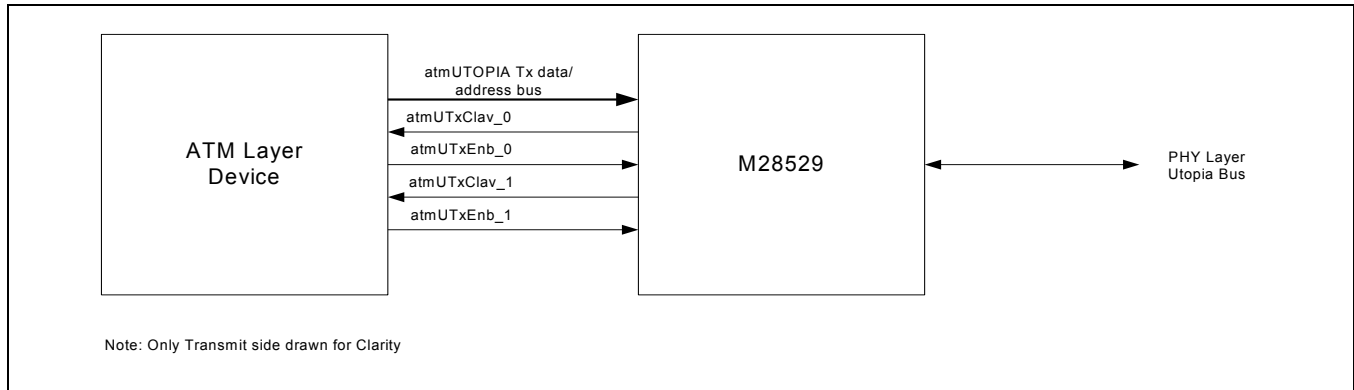 atmUTOPIA Tx data/
address bus
atmUTxClav_0
ATM Layer
Device
atmUTxEnb_0
M28529
PHY Layer
Utopia Bus
atmUTxClav_1
atmUTxEnb_1
Note: Only Transmit side drawn for Clarity